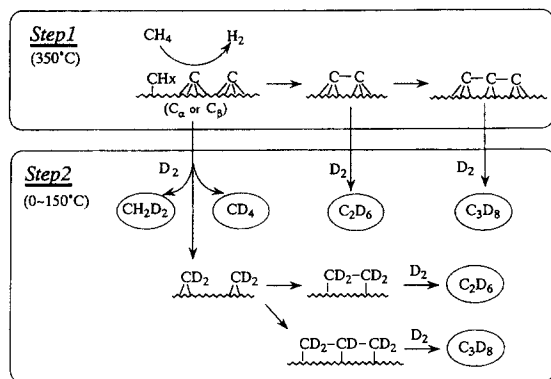 Step1
(350°C)
CH4 H2
CHx C C C-C C-C-C
(Cα or Cβ)
Step2
(0~150°C)
D2 D2 D2
CH2D2 CD4 C2D6 C3D8
CD2 CD2 CD2-CD2 D2 C2D6
CD2-CD-CD2 D2 C3D8